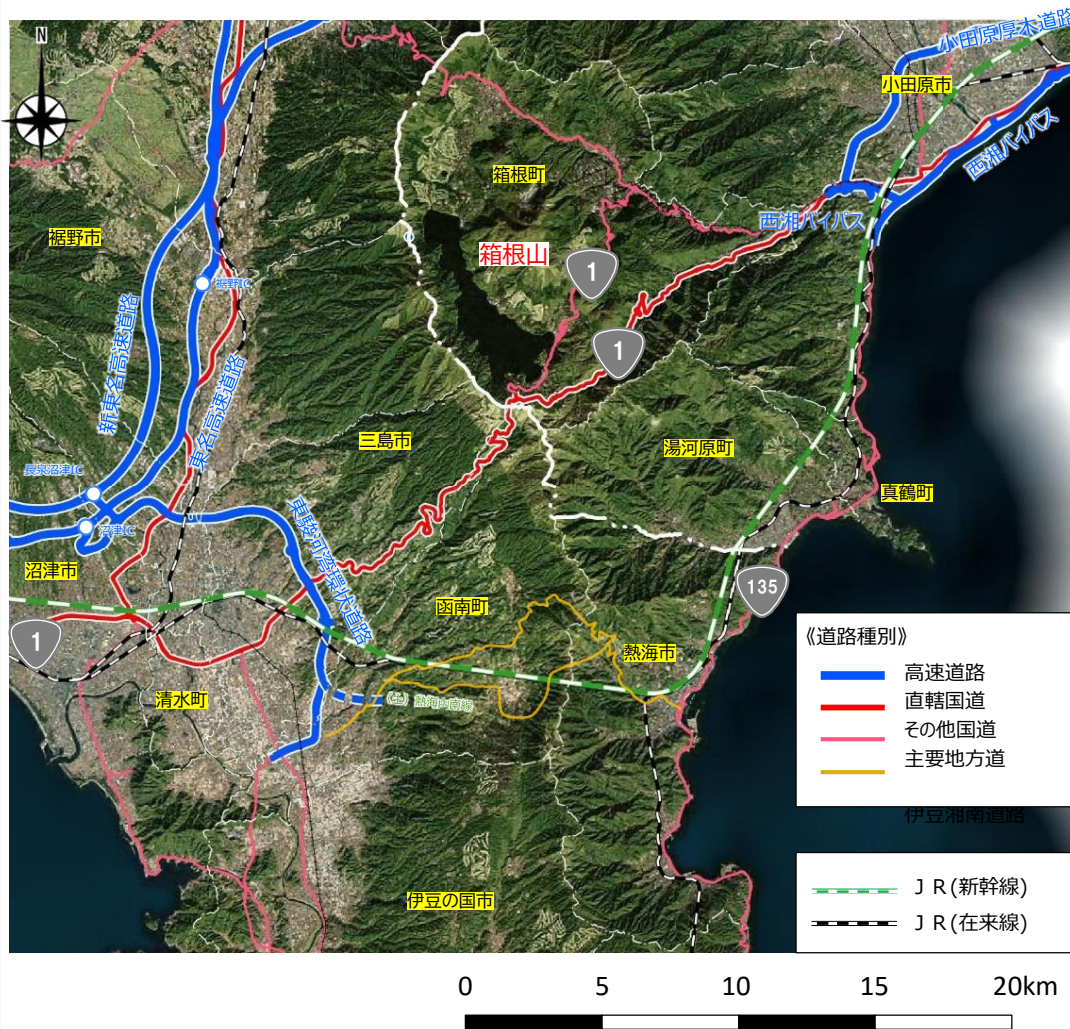 N
小田原厚木道路
小田原市
西湘バイパス
箱根町
西湘バイパス
裾野市
箱根山
1
裾野IC
新東名高速道路
東名高速道路
1
三島市
湯河原町
長泉沼津IC
真鶴町
沼津IC
東駿河湾環状道路
沼津市
135
函南町
1
熱海市
清水町
伊豆の国市
《道路種別》
高速道路
直轄国道
その他国道
主要地方道
伊豆湘南道路
ＪＲ(新幹線)
ＪＲ(在来線)
0 5 10 15 20km